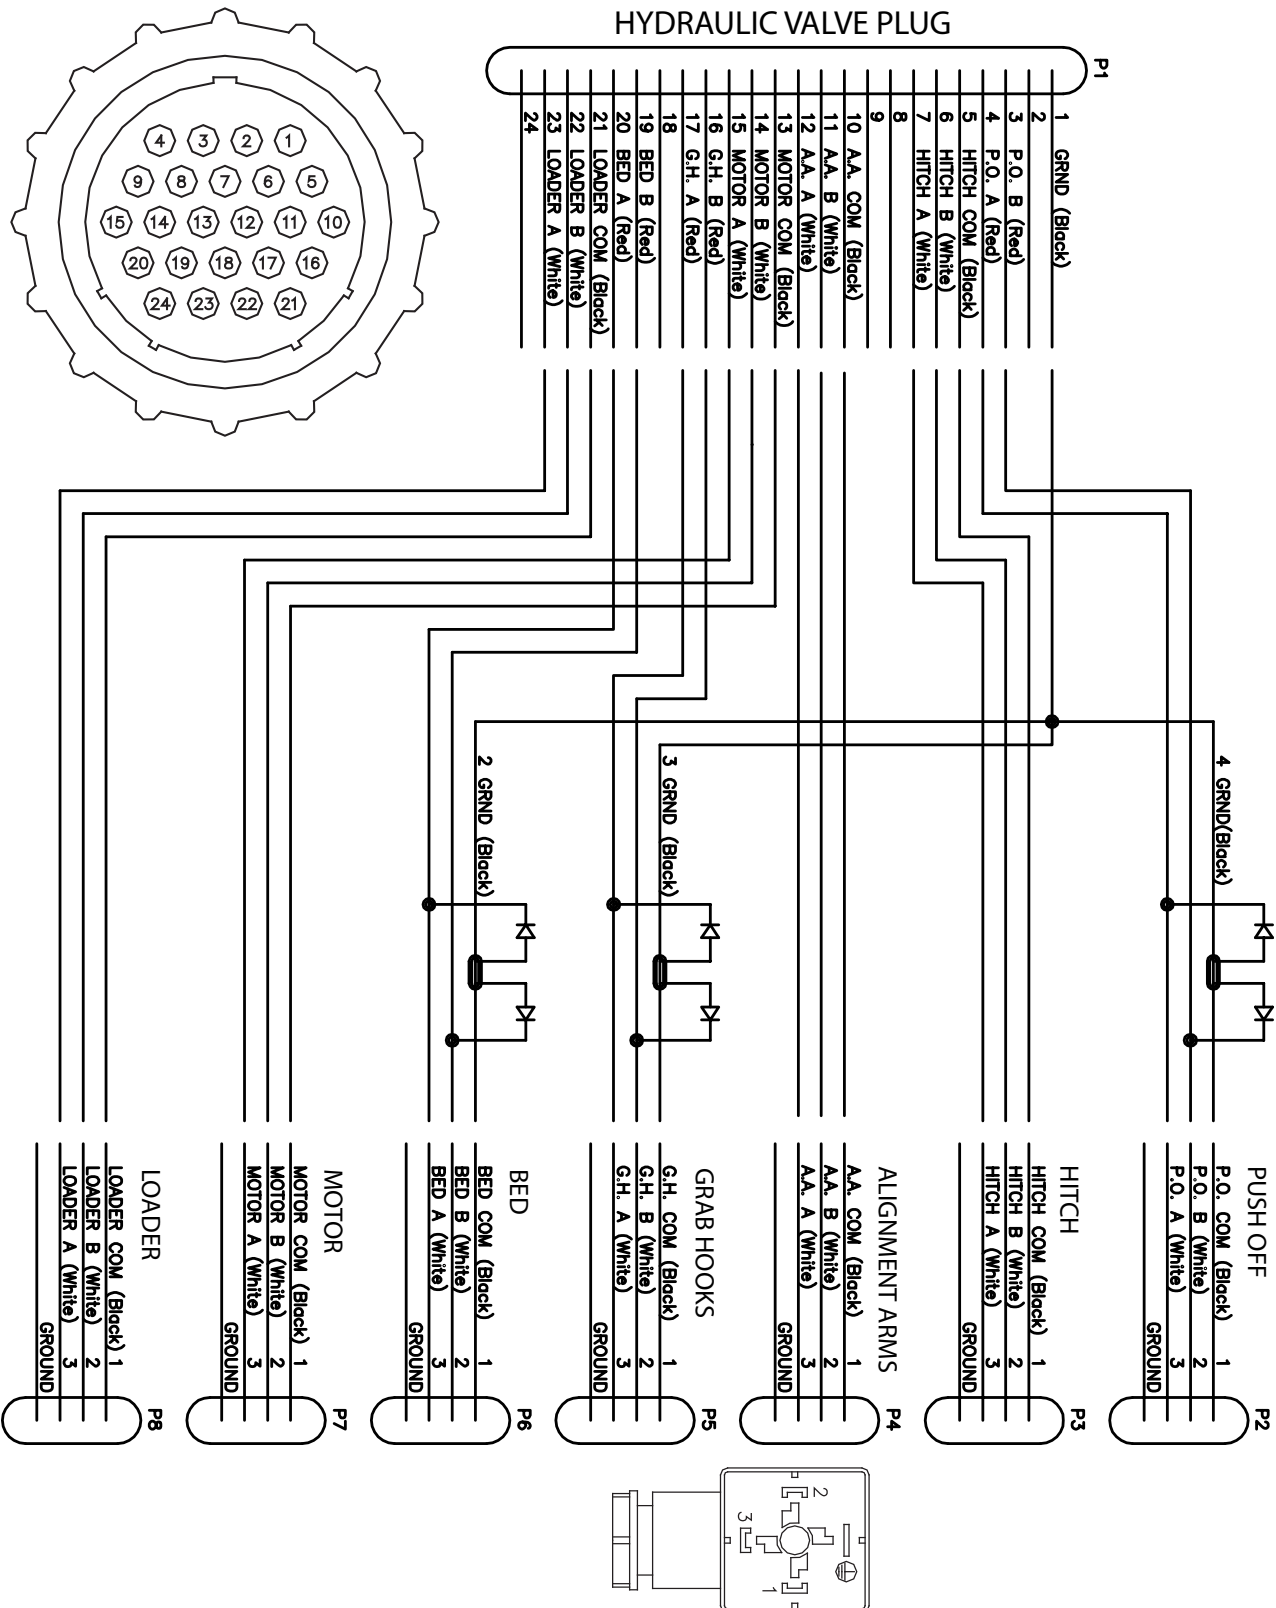 HYDRAULIC VALVE PLUG
P1
1 GRND (Black)
2
3 P.O. B (Red)
4 P.O. A (Red)
5 HITCH COM (Black)
6 HITCH B (White)
7 HITCH A (White)
8
9
10 A.A. COM (Black)
11 A.A. B (White)
12 A.A. A (White)
13 MOTOR COM (Black)
14 MOTOR B (White)
15 MOTOR A (White)
16 G.H. B (Red)
17 G.H. A (Red)
18
19 BED B (Red)
20 BED A (Red)
21 LOADER COM (Black)
22 LOADER B (White)
23 LOADER A (White)
24
4 3 2 1
9 8 7 6 5
15 14 13 12 11 10
20 19 18 17 16
24 23 22 21
4 GRND(Black)
3 GRND (Black)
2 GRND (Black)
PUSH OFF
P.O. COM (Black) 1
P.O. B (White) 2
P.O. A (White) 3
GROUND
P2
HITCH
HITCH COM (Black) 1
HITCH B (White) 2
HITCH A (White) 3
GROUND
P3
ALIGNMENT ARMS
A.A. COM (Black) 1
A.A. B (White) 2
A.A. A (White) 3
GROUND
P4
GRAB HOOKS
G.H. COM (Black) 1
G.H. B (White) 2
G.H. A (White) 3
GROUND
P5
BED
BED COM (Black) 1
BED B (White) 2
BED A (White) 3
GROUND
P6
MOTOR
MOTOR COM (Black) 1
MOTOR B (White) 2
MOTOR A (White) 3
GROUND
P7
LOADER
LOADER COM (Black) 1
LOADER B (White) 2
LOADER A (White) 3
GROUND
P8
2
3
1